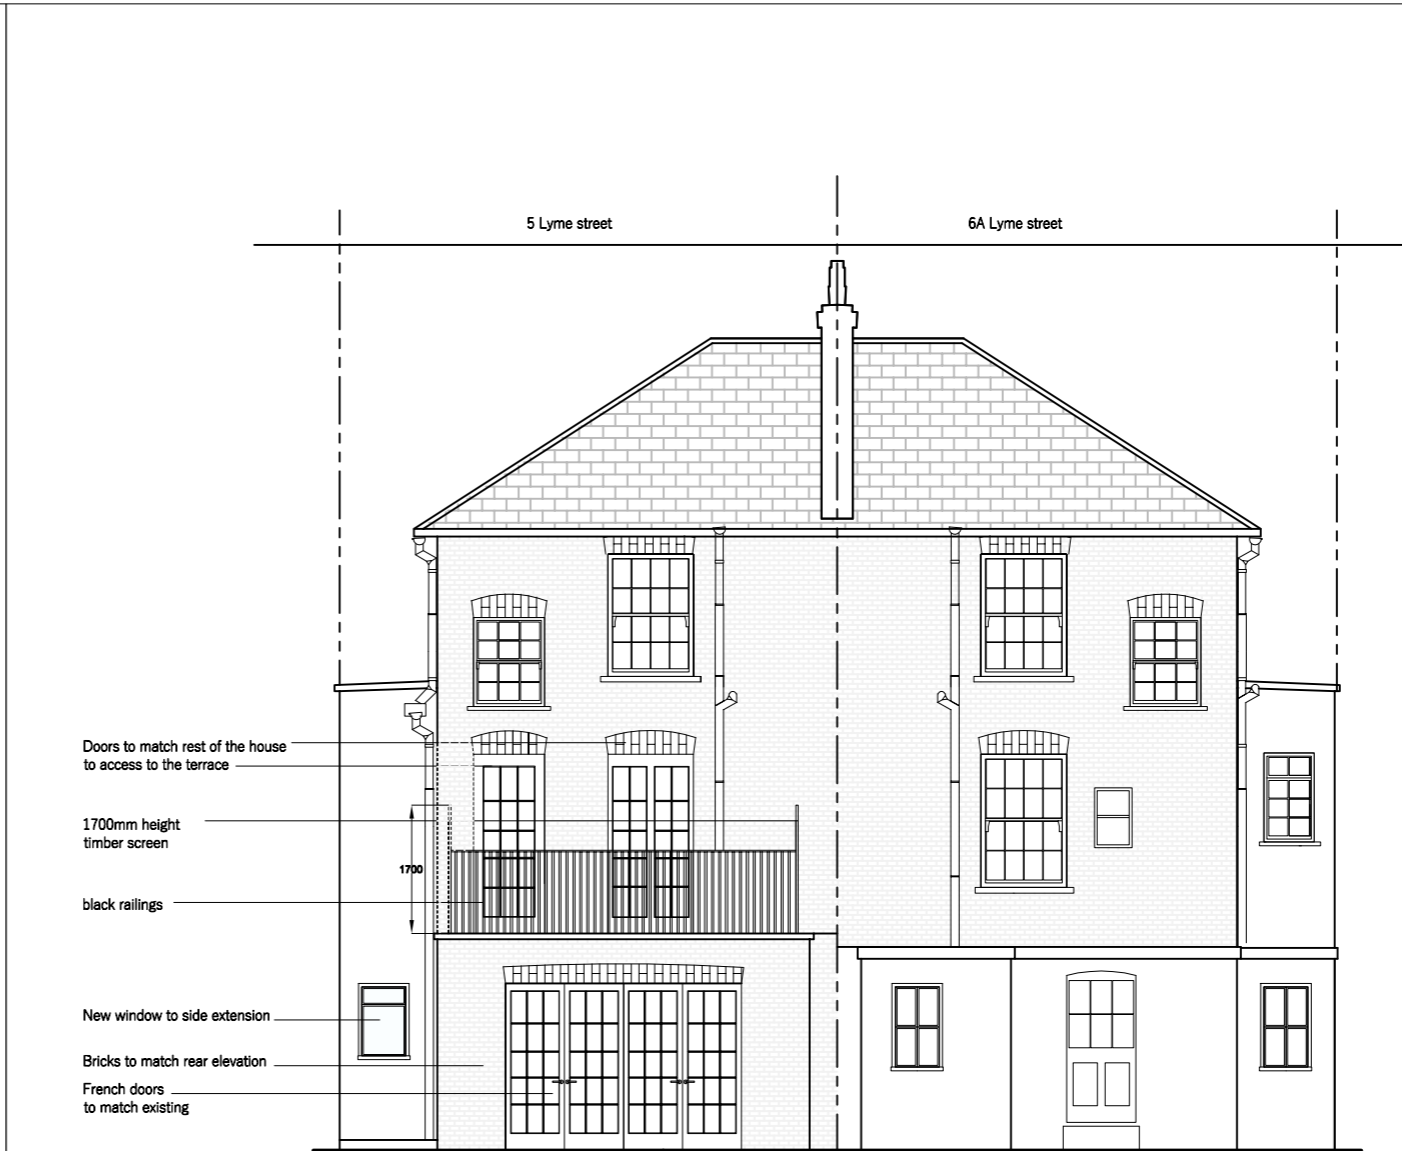 5 Lyme street
6A Lyme street
Doors to match rest of the house
to access to the terrace
1700mm height
timber screen
1700
black railings
New window to side extension
Bricks to match rear elevation
French doors
to match existing